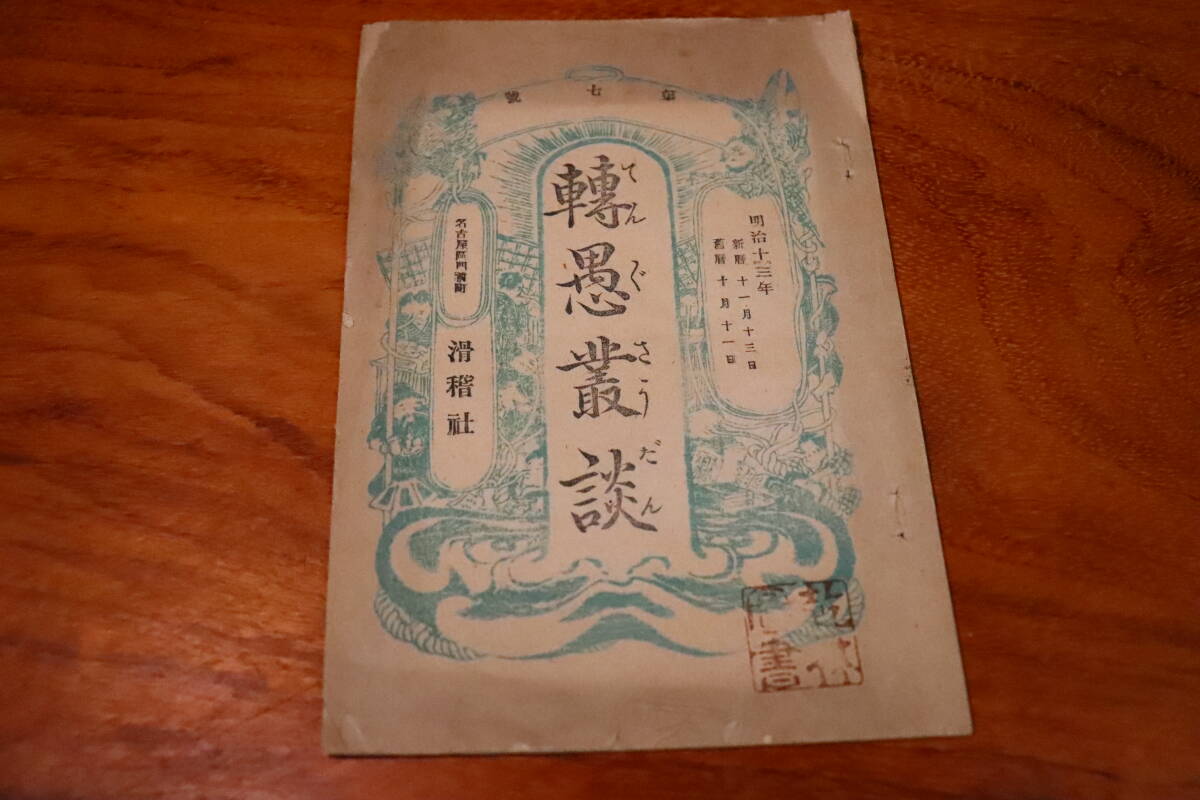 第七號
明治十三年
新暦十一月十三日
舊暦十月十一日
轉愚叢談
てんぐさうだん
名古屋區門前町
滑稽社